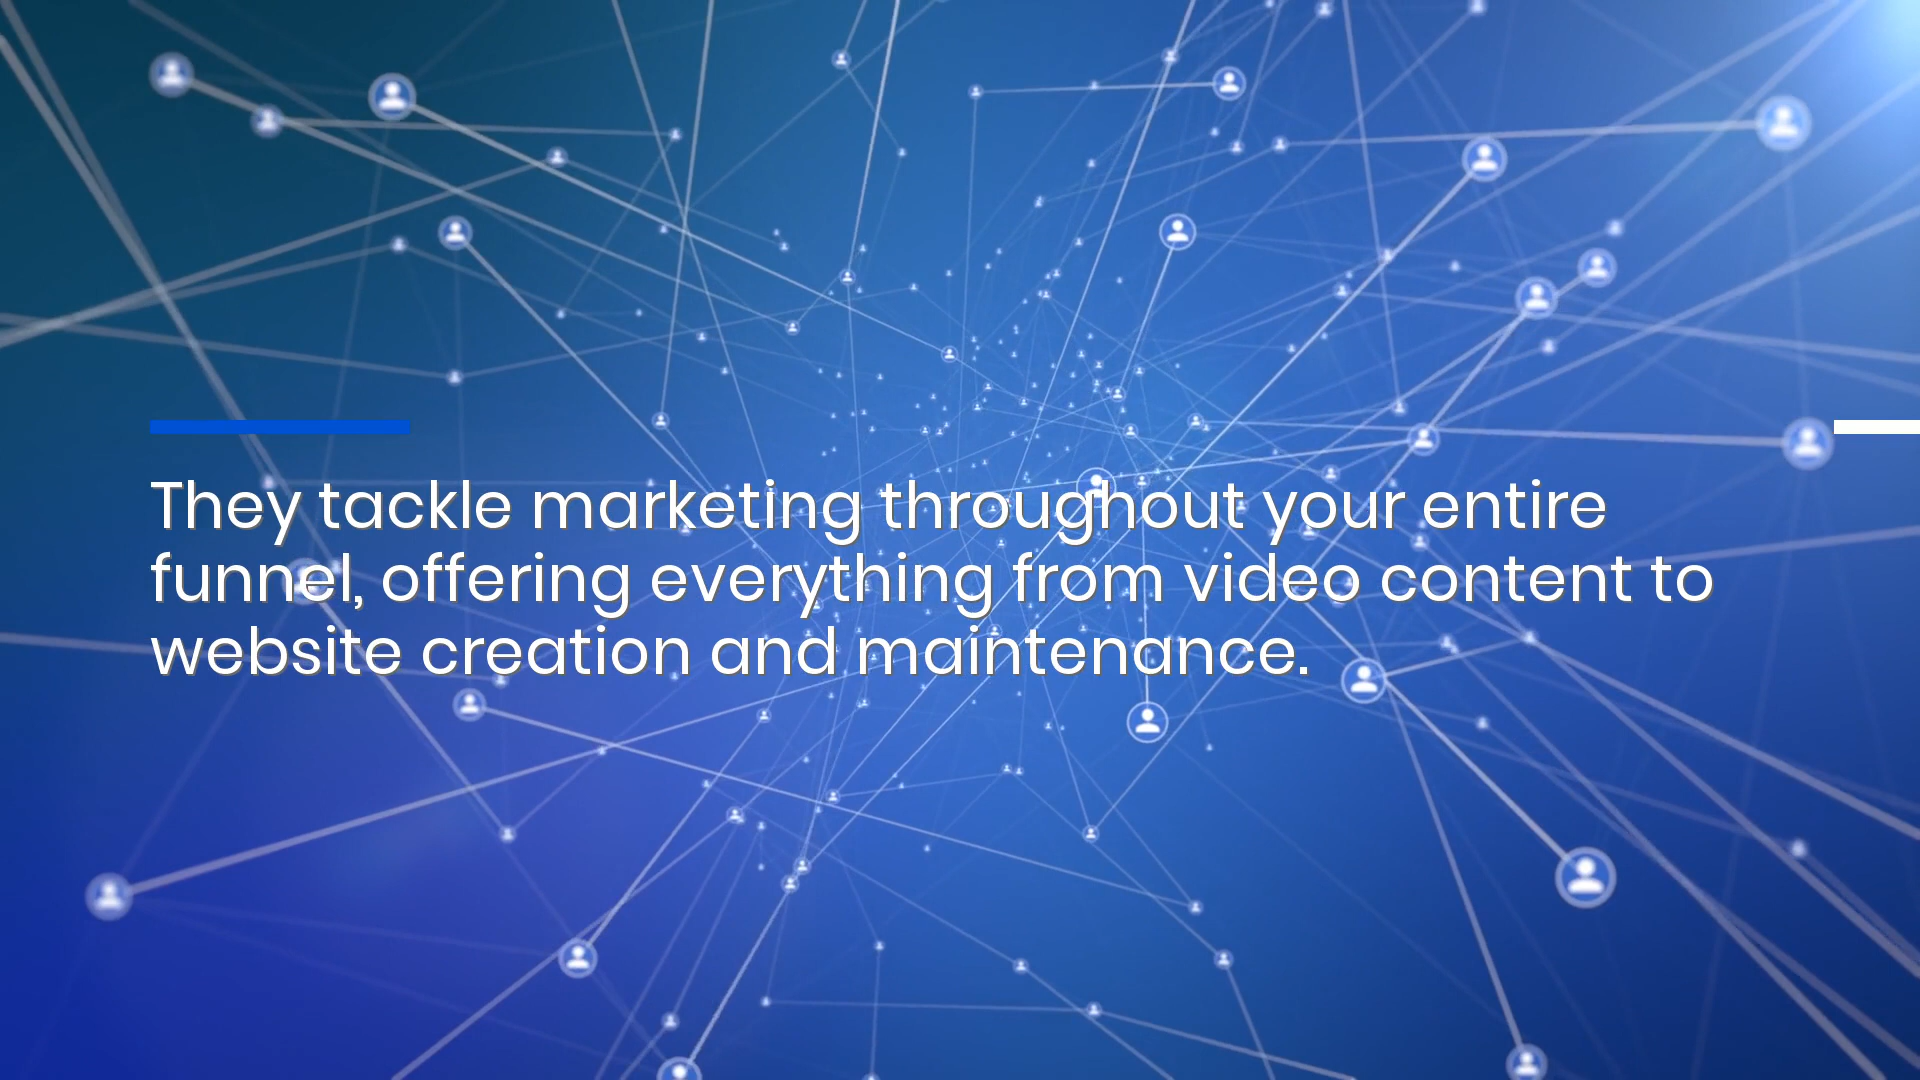 They tackle marketing throughout your entire
funnel, offering everything from video content to
website creation and maintenance.